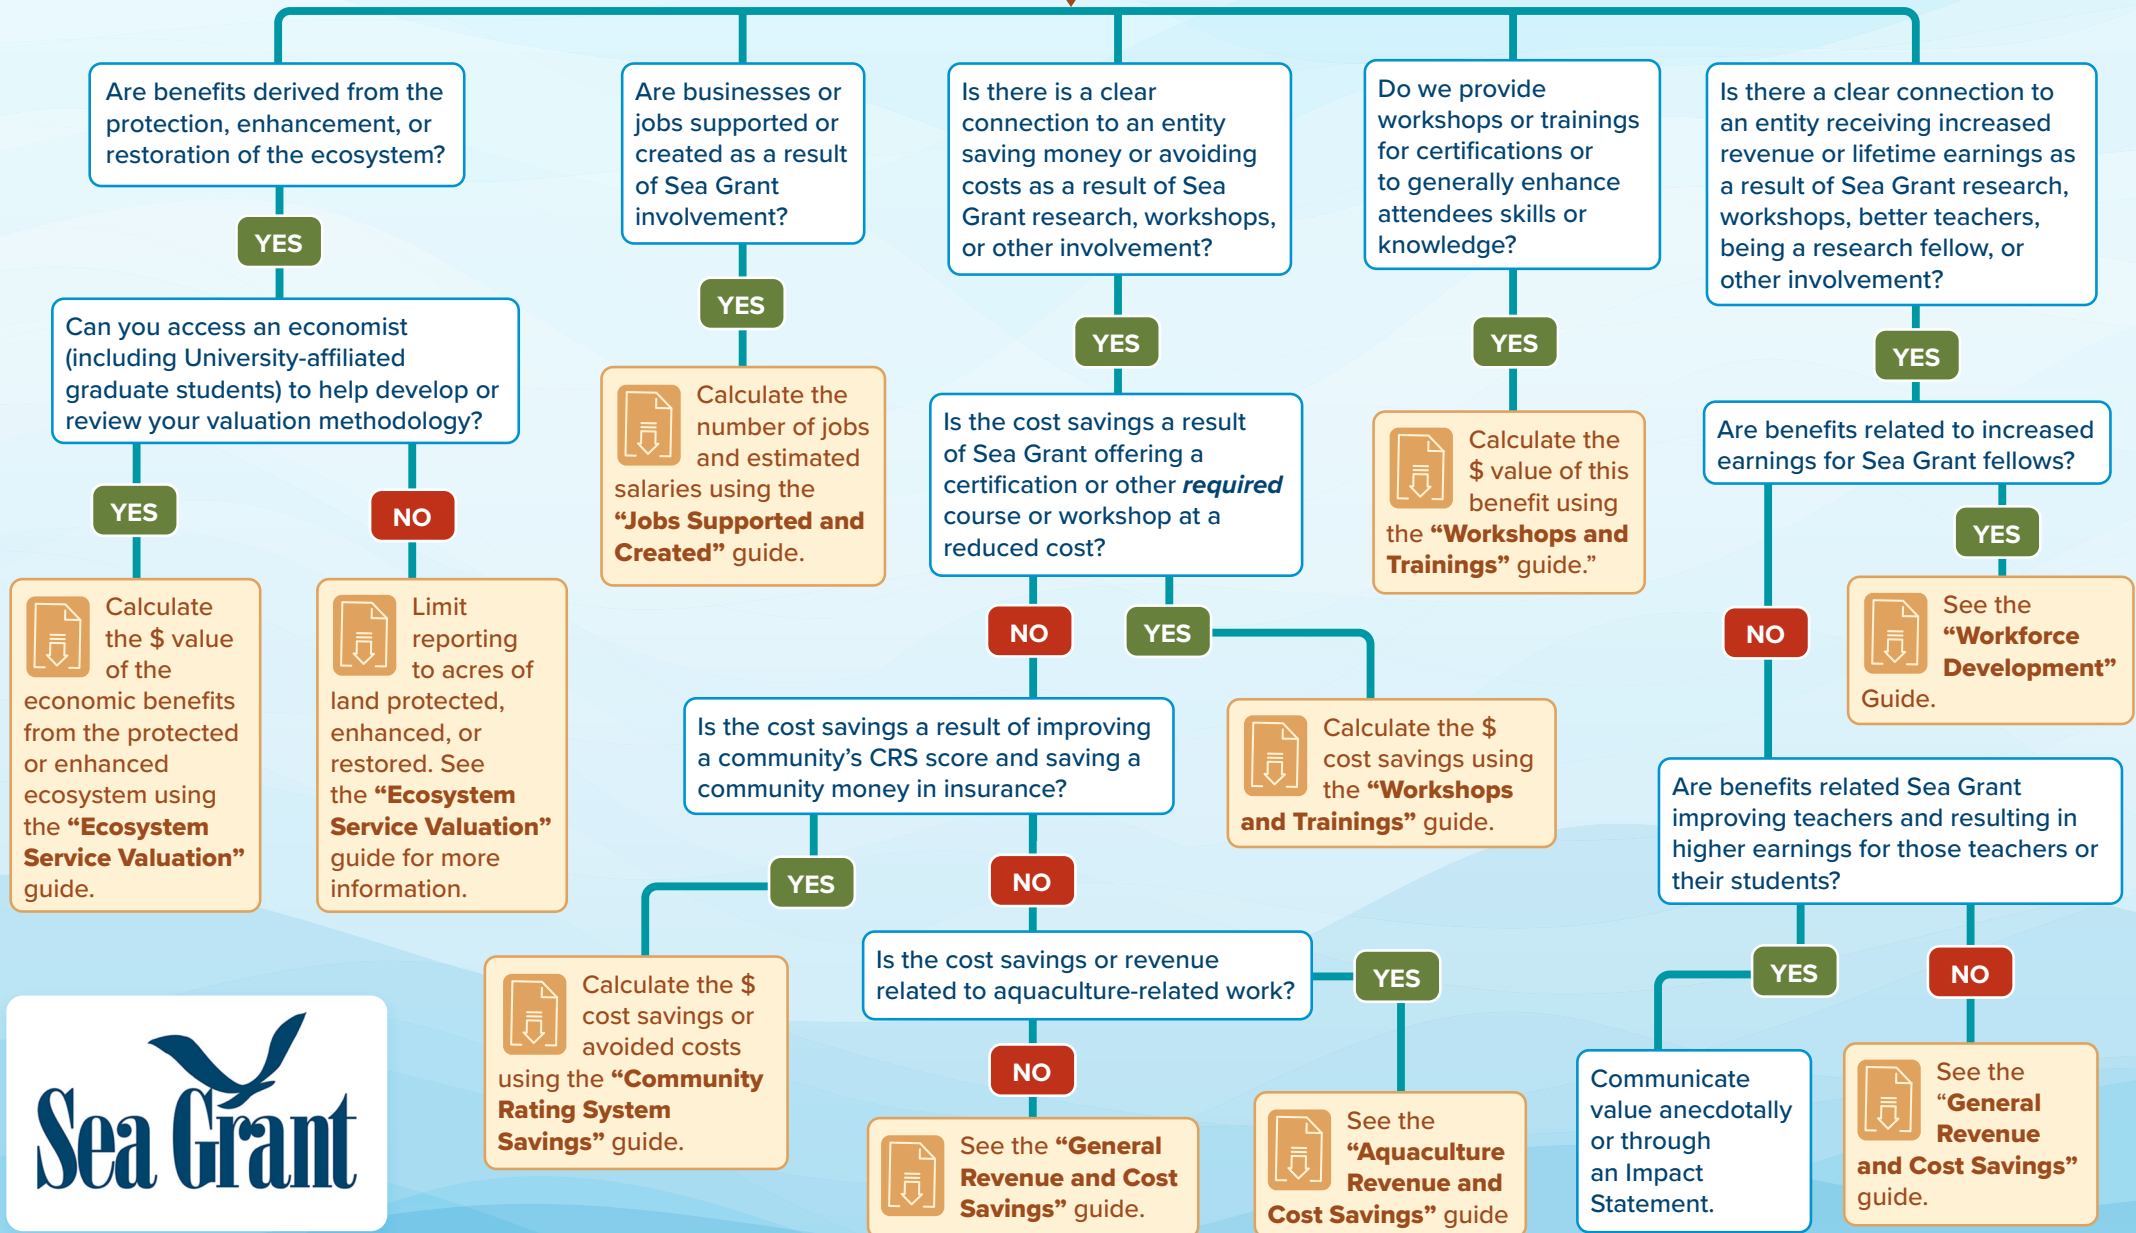 Are benefits derived from the
protection, enhancement, or
restoration of the ecosystem?
YES
Can you access an economist
(including University-affiliated
graduate students) to help develop or
review your valuation methodology?
YES
Calculate
the $ value
of the
economic benefits
from the protected
or enhanced
ecosystem using
the “Ecosystem
Service Valuation”
guide.
NO
Limit
reporting
to acres of
land protected,
enhanced, or
restored. See
the “Ecosystem
Service Valuation”
guide for more
information.
Are businesses or
jobs supported or
created as a result
of Sea Grant
involvement?
YES
Calculate the
number of jobs
and estimated
salaries using the
“Jobs Supported and
Created” guide.
Is there is a clear
connection to an entity
saving money or avoiding
costs as a result of Sea
Grant research, workshops,
or other involvement?
YES
Is the cost savings a result
of Sea Grant offering a
certification or other required
course or workshop at a
reduced cost?
NO
YES
Calculate the $
cost savings using
the “Workshops
and Trainings” guide.
Is the cost savings a result of improving
a community’s CRS score and saving a
community money in insurance?
YES
Calculate the $
cost savings or
avoided costs
using the “Community
Rating System
Savings” guide.
NO
Is the cost savings or revenue
related to aquaculture-related work?
NO
See the “General
Revenue and Cost
Savings” guide.
YES
See the
“Aquaculture
Revenue and
Cost Savings” guide
Do we provide
workshops or trainings
for certifications or
to generally enhance
attendees skills or
knowledge?
YES
Calculate the
$ value of this
benefit using
the “Workshops and
Trainings” guide.”
Is there a clear connection to
an entity receiving increased
revenue or lifetime earnings as
a result of Sea Grant research,
workshops, better teachers,
being a research fellow, or
other involvement?
YES
Are benefits related to increased
earnings for Sea Grant fellows?
YES
See the
“Workforce
Development”
Guide.
NO
Are benefits related Sea Grant
improving teachers and resulting in
higher earnings for those teachers or
their students?
YES
Communicate
value anecdotally
or through
an Impact
Statement.
NO
See the
“General
Revenue
and Cost Savings”
guide.
Sea Grant